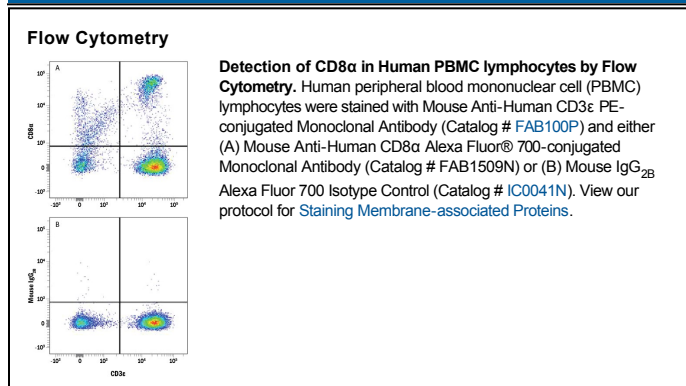 Flow Cytometry
Detection of CD8α in Human PBMC lymphocytes by Flow
Cytometry. Human peripheral blood mononuclear cell (PBMC)
lymphocytes were stained with Mouse Anti-Human CD3ε PE-
conjugated Monoclonal Antibody (Catalog # FAB100P) and either
(A) Mouse Anti-Human CD8α Alexa Fluor® 700-conjugated
Monoclonal Antibody (Catalog # FAB1509N) or (B) Mouse IgG2B
Alexa Fluor 700 Isotype Control (Catalog # IC0041N). View our
protocol for Staining Membrane-associated Proteins.
A
CD8α
B
Mouse IgG2B
CD3ε